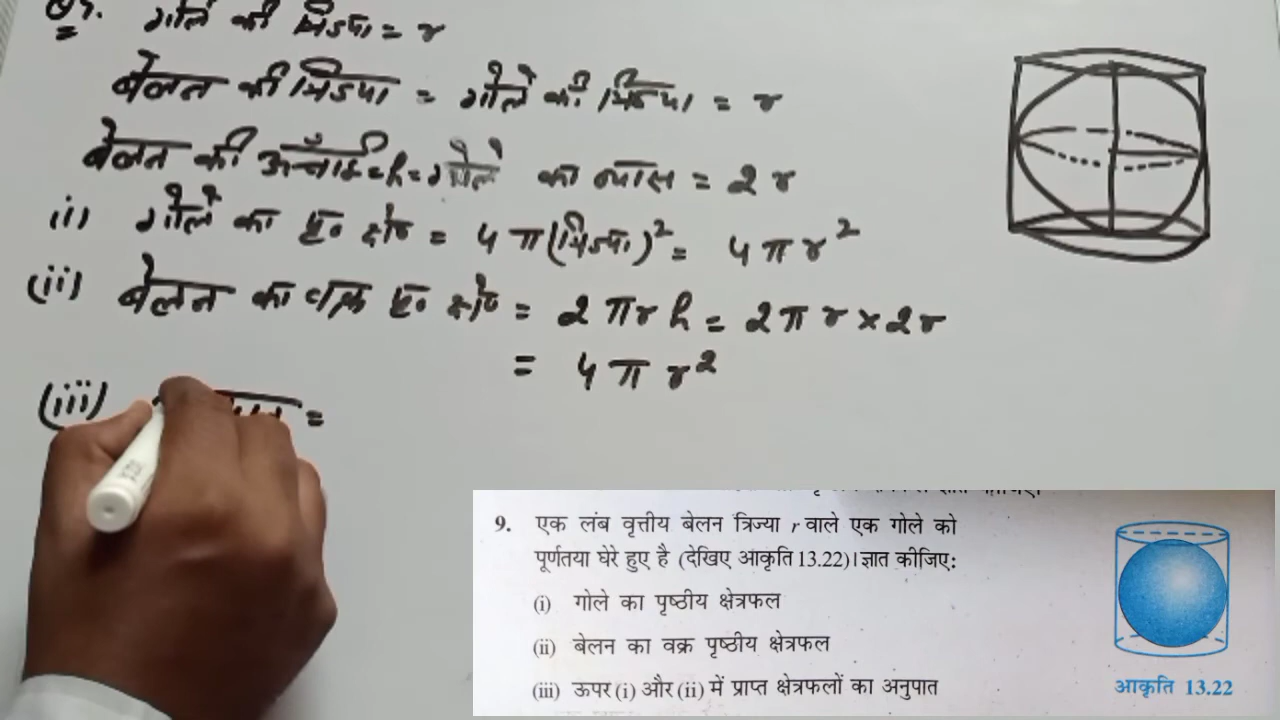 Q9. गोले की त्रिज्या = r
बेलन की त्रिज्या = गोले की त्रिज्या = r
बेलन की ऊँचाई = h = गोले का व्यास = 2r
(i) गोले का पृ० क्षे० = 4π(त्रिज्या)² = 4πr²
(ii) बेलन का वक्र पृ० क्षे० = 2πrh = 2πr×2r
= 4πr²
(iii) =
9. एक लंब वृत्तीय बेलन त्रिज्या r वाले एक गोले को
पूर्णतया घेरे हुए है (देखिए आकृति 13.22)। ज्ञात कीजिए:
(i) गोले का पृष्ठीय क्षेत्रफल
(ii) बेलन का वक्र पृष्ठीय क्षेत्रफल
(iii) ऊपर (i) और (ii) में प्राप्त क्षेत्रफलों का अनुपात
आकृति 13.22